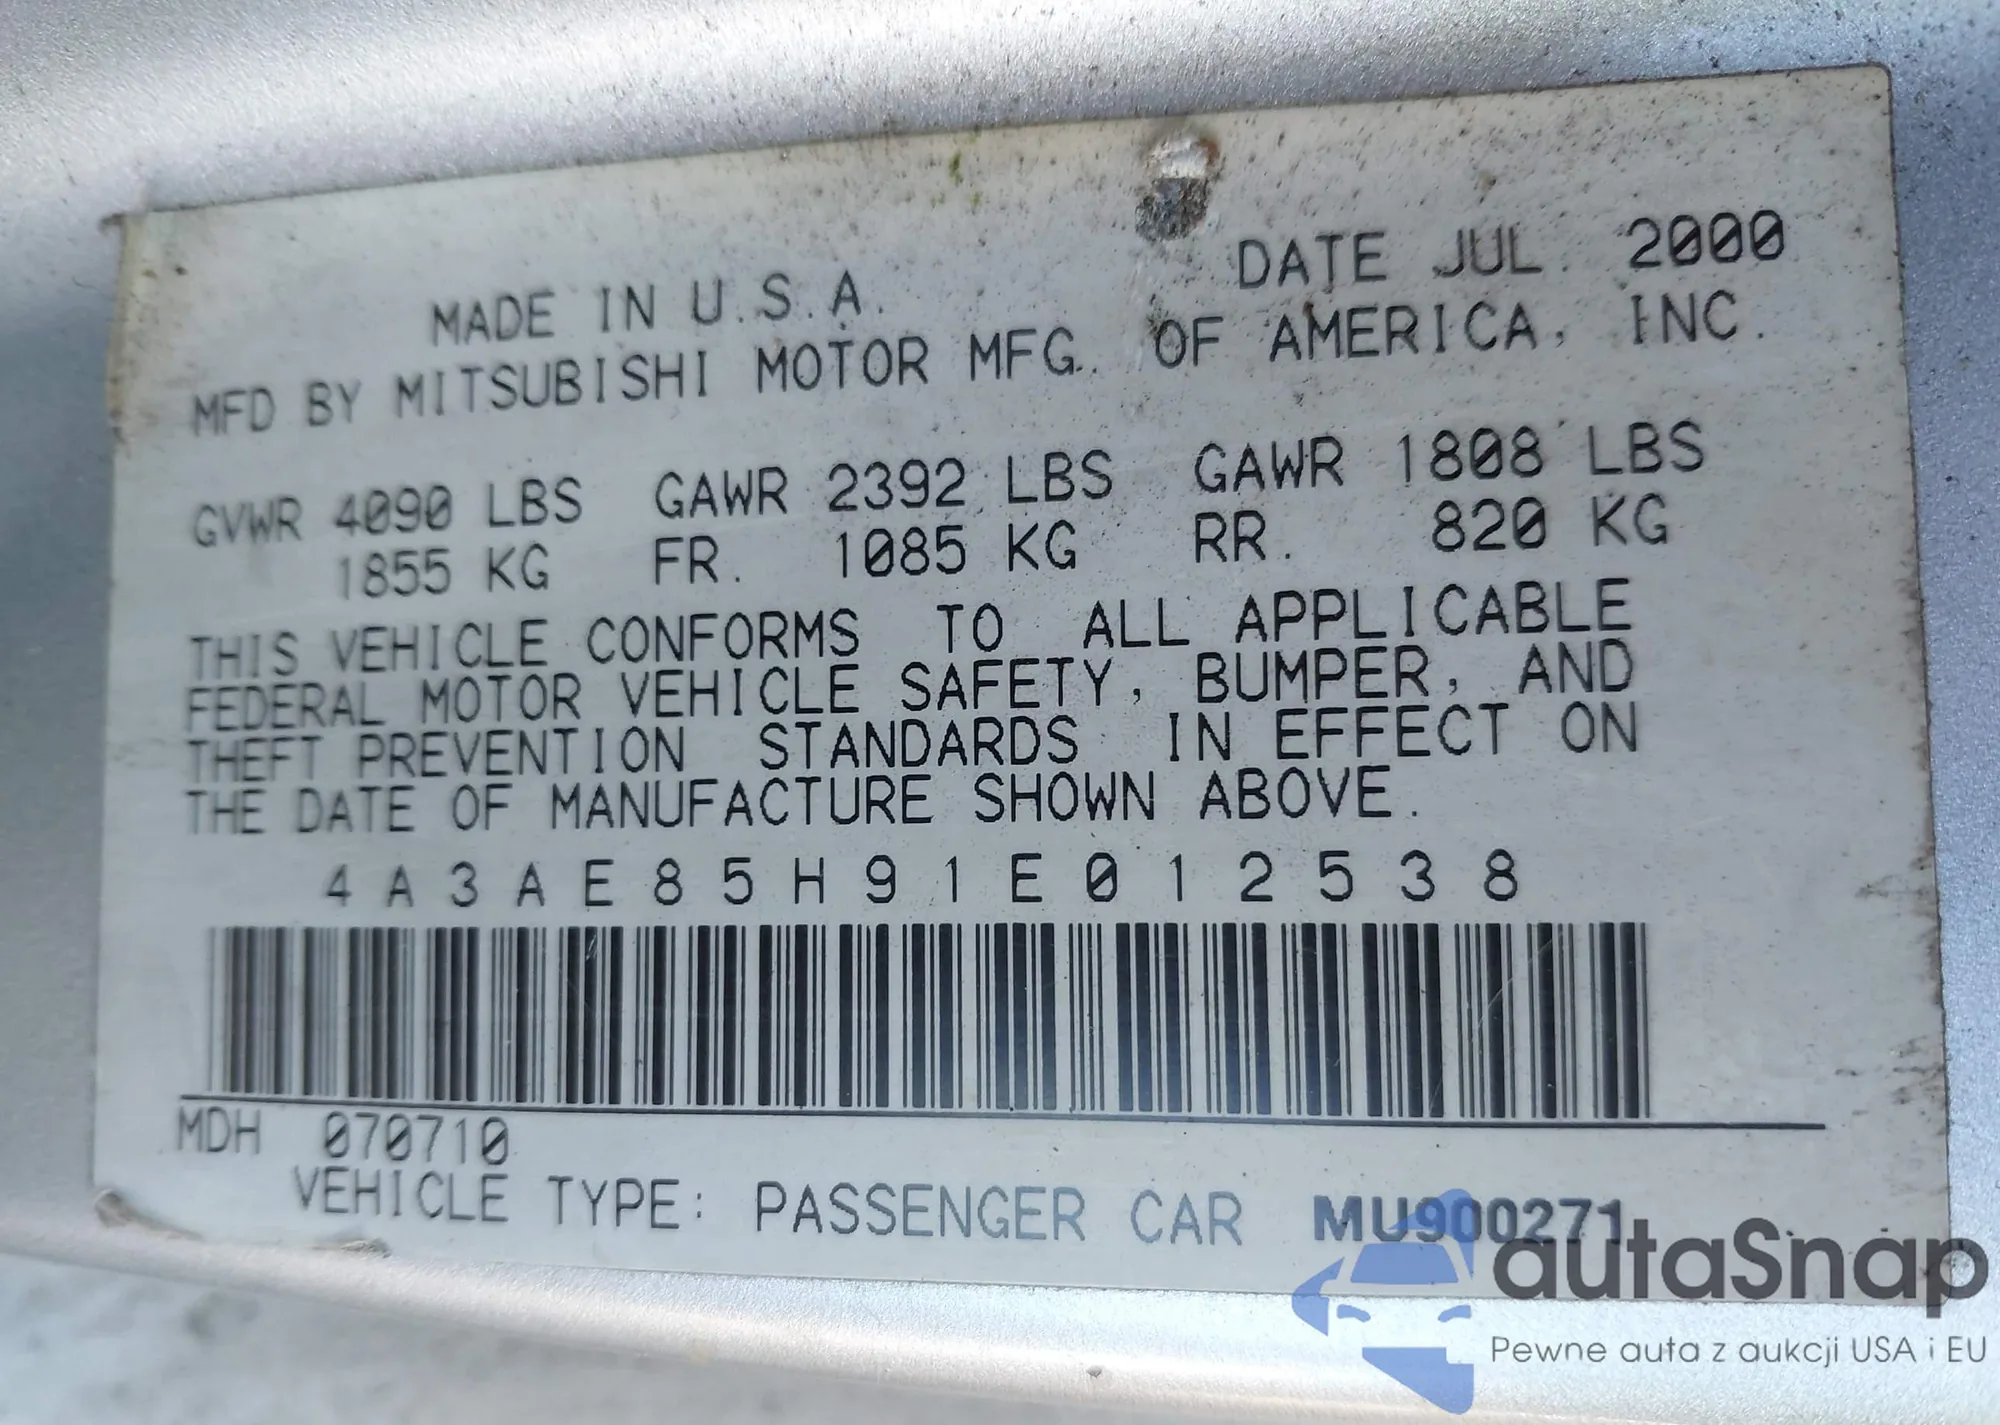 DATE JUL. 2000
MADE IN U.S.A.
MFD BY MITSUBISHI MOTOR MFG. OF AMERICA, INC.
GVWR 4090 LBS GAWR 2392 LBS GAWR 1808 LBS
1855 KG FR. 1085 KG RR. 820 KG
THIS VEHICLE CONFORMS TO ALL APPLICABLE
FEDERAL MOTOR VEHICLE SAFETY, BUMPER, AND
THEFT PREVENTION STANDARDS IN EFFECT ON
THE DATE OF MANUFACTURE SHOWN ABOVE.
4A3AE85H91E012538
MDH 070710
VEHICLE TYPE: PASSENGER CAR MU900271
autaSnap
Pewne auta z aukcji USA i EU